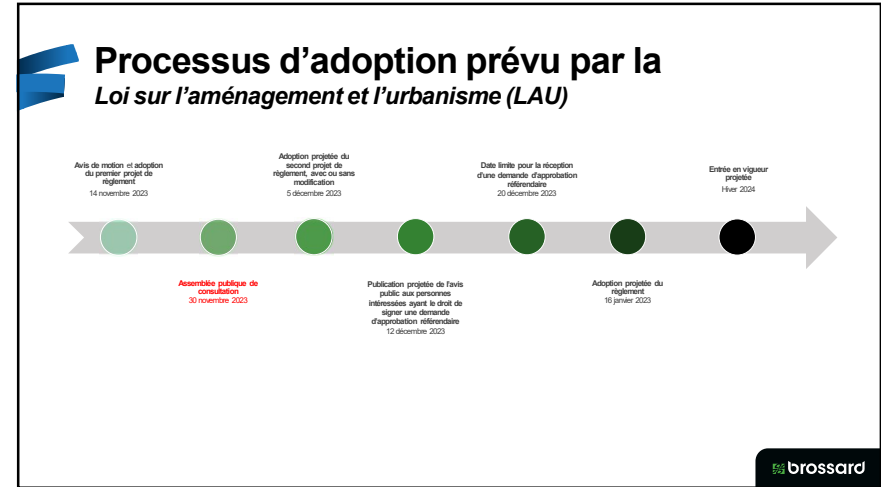 Processus d'adoption prévu par la
Loi sur l'aménagement et l'urbanisme (LAU)
Avis de motion et adoption
du premier projet de
règlement
14 novembre 2023
Assemblée publique de
consultation
30 novembre 2023
Adoption projetée du
second projet de
règlement, avec ou sans
modification
5 décembre 2023
Publication projetée de l'avis
public aux personnes
intéressées ayant le droit de
signer une demande
d'approbation référendaire
12 décembre 2023
Date limite pour la réception
d'une demande d'approbation
référendaire
20 décembre 2023
Adoption projetée du
règlement
16 janvier 2023
Entrée en vigueur
projetée
Hiver 2024
brossard